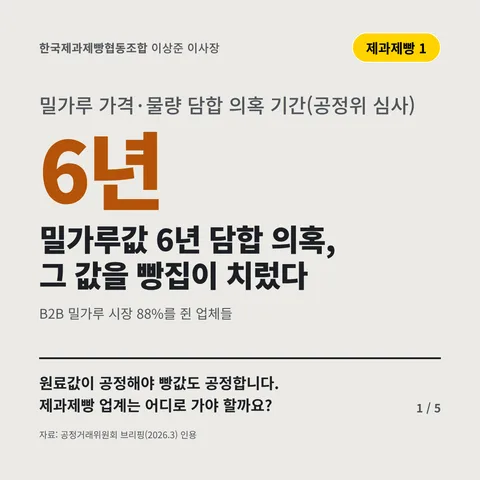 한국제과제빵협동조합 이상준 이사장
제과제빵 1
밀가루 가격·물량 담합 의혹 기간(공정위 심사)
6년
밀가루값 6년 담합 의혹,
그 값을 빵집이 치렀다
B2B 밀가루 시장 88%를 쥔 업체들
원료값이 공정해야 빵값도 공정합니다.
제과제빵 업계는 어디로 가야 할까요?
1 / 5
자료: 공정거래위원회 브리핑(2026.3) 인용